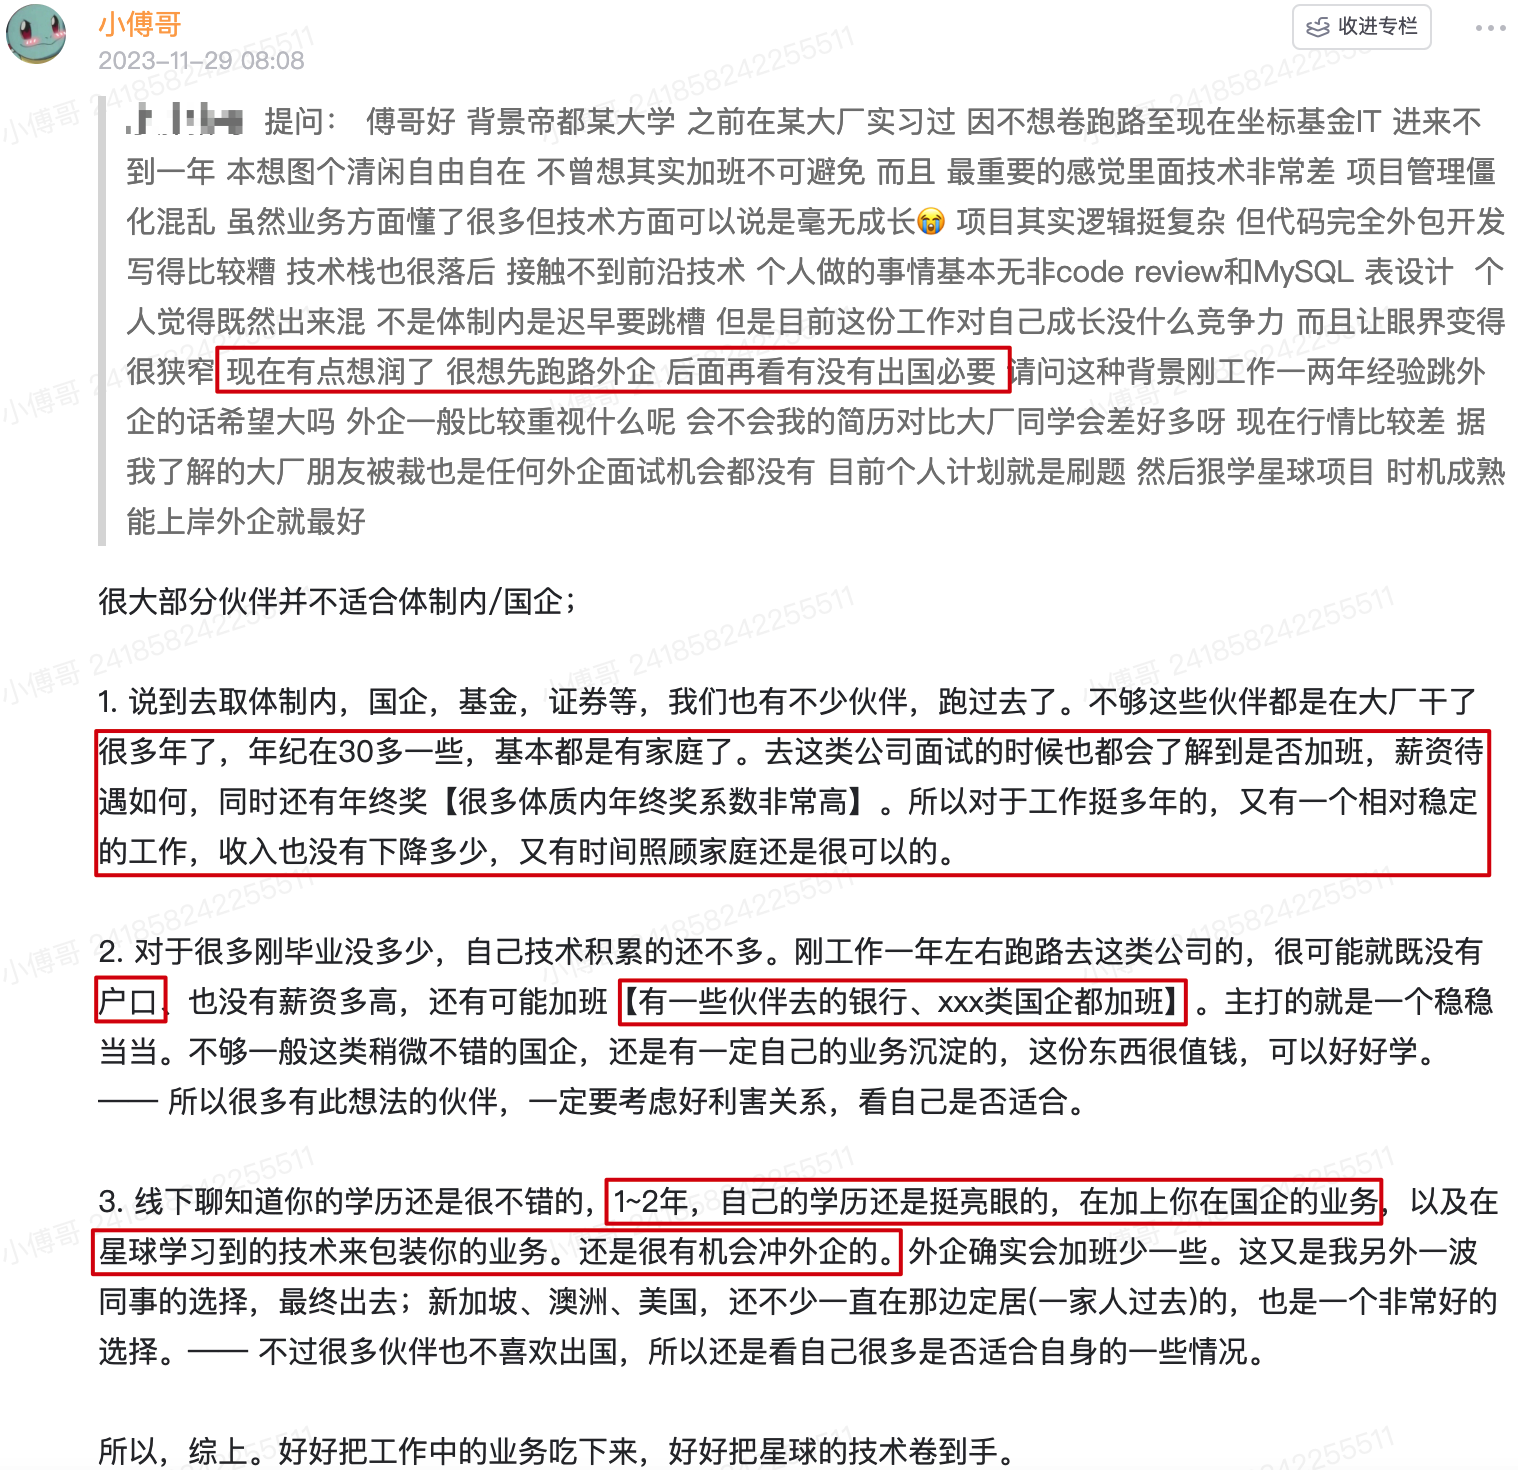 小傅哥
2023-11-29 08:08
收进专栏
提问： 傅哥好 背景帝都某大学 之前在某大厂实习过 因不想卷跑路至现在坐标基金IT 进来不
到一年 本想图个清闲自由自在 不曾想其实加班不可避免 而且 最重要的感觉里面技术非常差 项目管理僵
化混乱 虽然业务方面懂了很多但技术方面可以说是毫无成长😭 项目其实逻辑挺复杂 但代码完全外包开发
写得比较糟 技术栈也很落后 接触不到前沿技术 个人做的事情基本无非code review和MySQL 表设计 个
人觉得既然出来混 不是体制内是迟早要跳槽 但是目前这份工作对自己成长没什么竞争力 而且让眼界变得
很狭窄 现在有点想润了 很想先跑路外企 后面再看有没有出国必要 请问这种背景刚工作一两年经验跳外
企的话希望大吗 外企一般比较重视什么呢 会不会我的简历对比大厂同学会差好多呀 现在行情比较差 据
我了解的大厂朋友被裁也是任何外企面试机会都没有 目前个人计划就是刷题 然后狠学星球项目 时机成熟
能上岸外企就最好
很大部分伙伴并不适合体制内/国企；
1. 说到去取体制内，国企，基金，证券等，我们也有不少伙伴，跑过去了。不够这些伙伴都是在大厂干了
很多年了，年纪在30多一些，基本都是有家庭了。去这类公司面试的时候也都会了解到是否加班，薪资待
遇如何，同时还有年终奖【很多体质内年终奖系数非常高】。所以对于工作挺多年的，又有一个相对稳定
的工作，收入也没有下降多少，又有时间照顾家庭还是很可以的。
2. 对于很多刚毕业没多少，自己技术积累的还不多。刚工作一年左右跑路去这类公司的，很可能就既没有
户口、也没有薪资多高，还有可能加班【有一些伙伴去的银行、xxx类国企都加班】。主打的就是一个稳稳
当当。不够一般这类稍微不错的国企，还是有一定自己的业务沉淀的，这份东西很值钱，可以好好学。
—— 所以很多有此想法的伙伴，一定要考虑好利害关系，看自己是否适合。
3. 线下聊知道你的学历还是很不错的，1~2年，自己的学历还是挺亮眼的，在加上你在国企的业务，以及在
星球学习到的技术来包装你的业务。还是很有机会冲外企的。外企确实会加班少一些。这又是我另外一波
同事的选择，最终出去；新加坡、澳洲、美国，还不少一直在那边定居(一家人过去)的，也是一个非常好的
选择。—— 不过很多伙伴也不喜欢出国，所以还是看自己很多是否适合自身的一些情况。
所以，综上。好好把工作中的业务吃下来，好好把星球的技术卷到手。
小傅哥 241858242255511